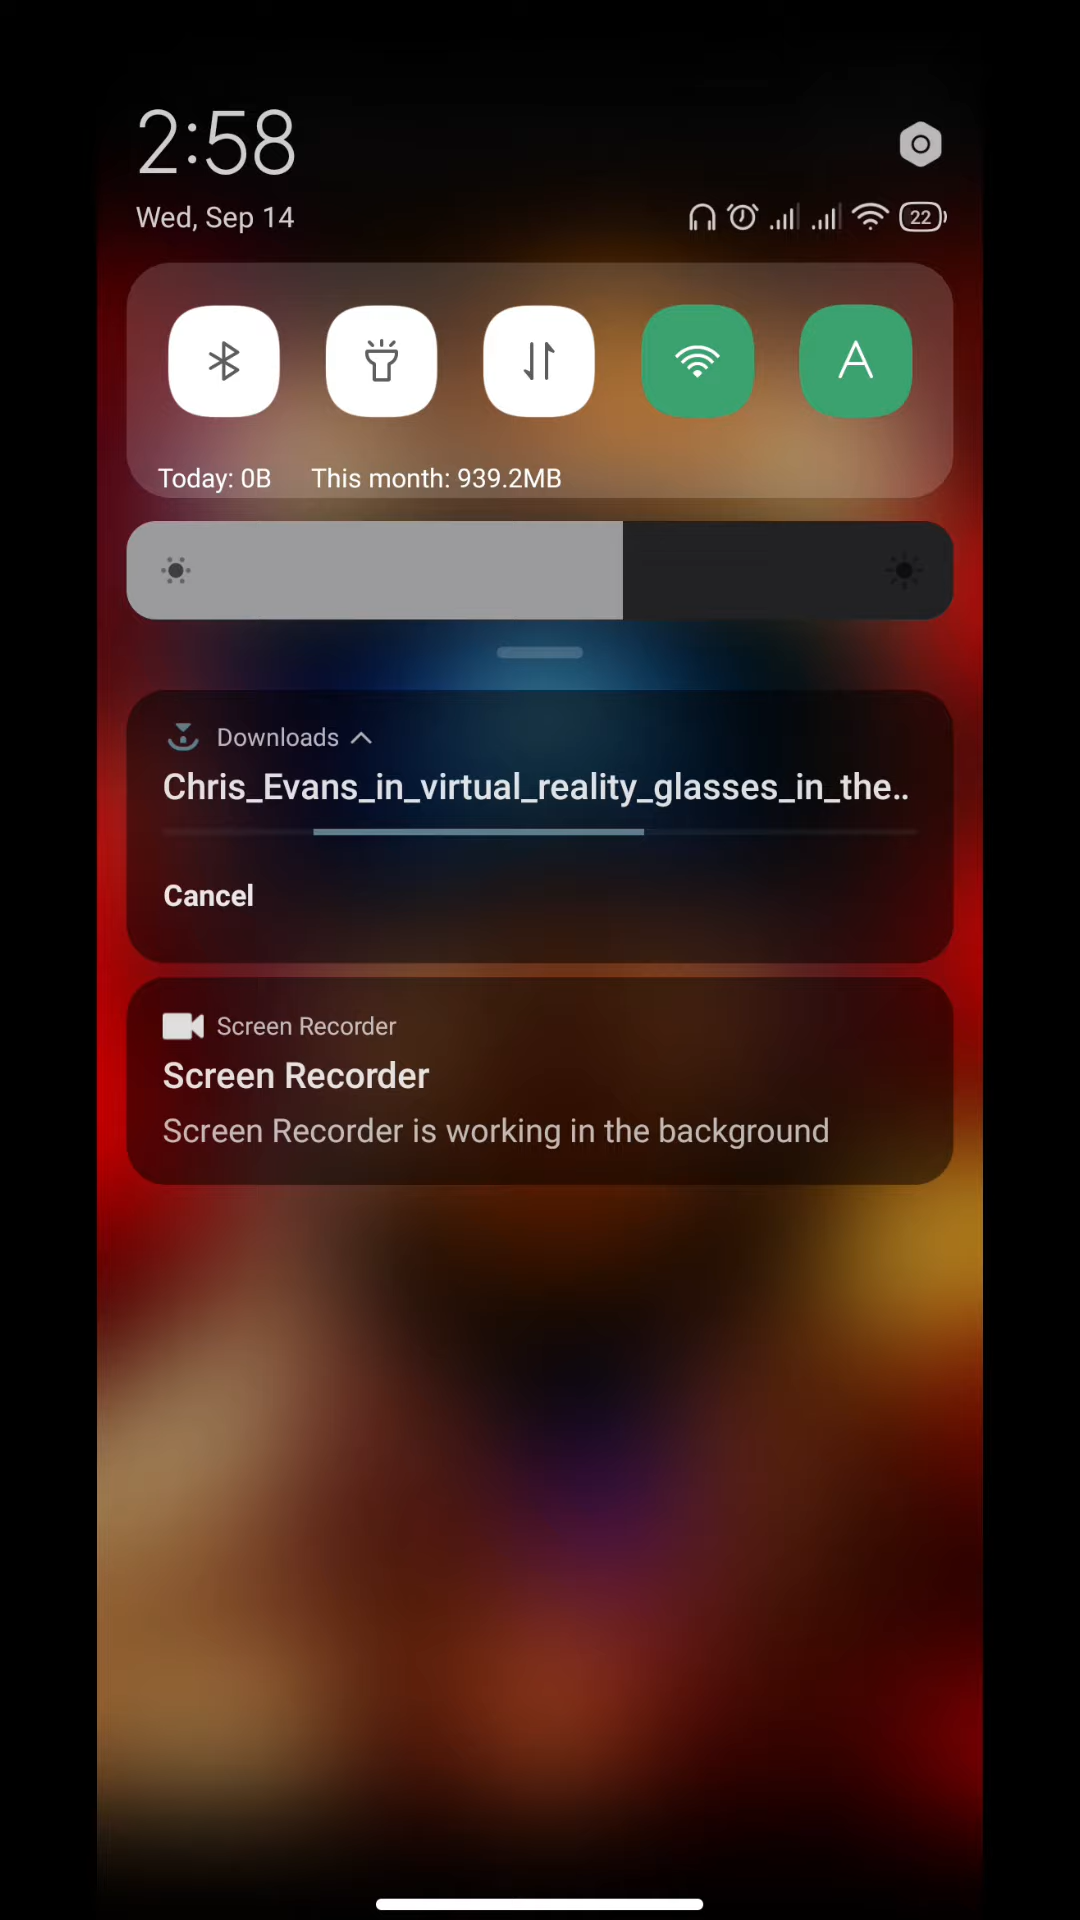 2:58
Wed, Sep 14
22
A
Today: 0B This month: 939.2MB
Downloads
Chris_Evans_in_virtual_reality_glasses_in_the..
Cancel
Screen Recorder
Screen Recorder
Screen Recorder is working in the background